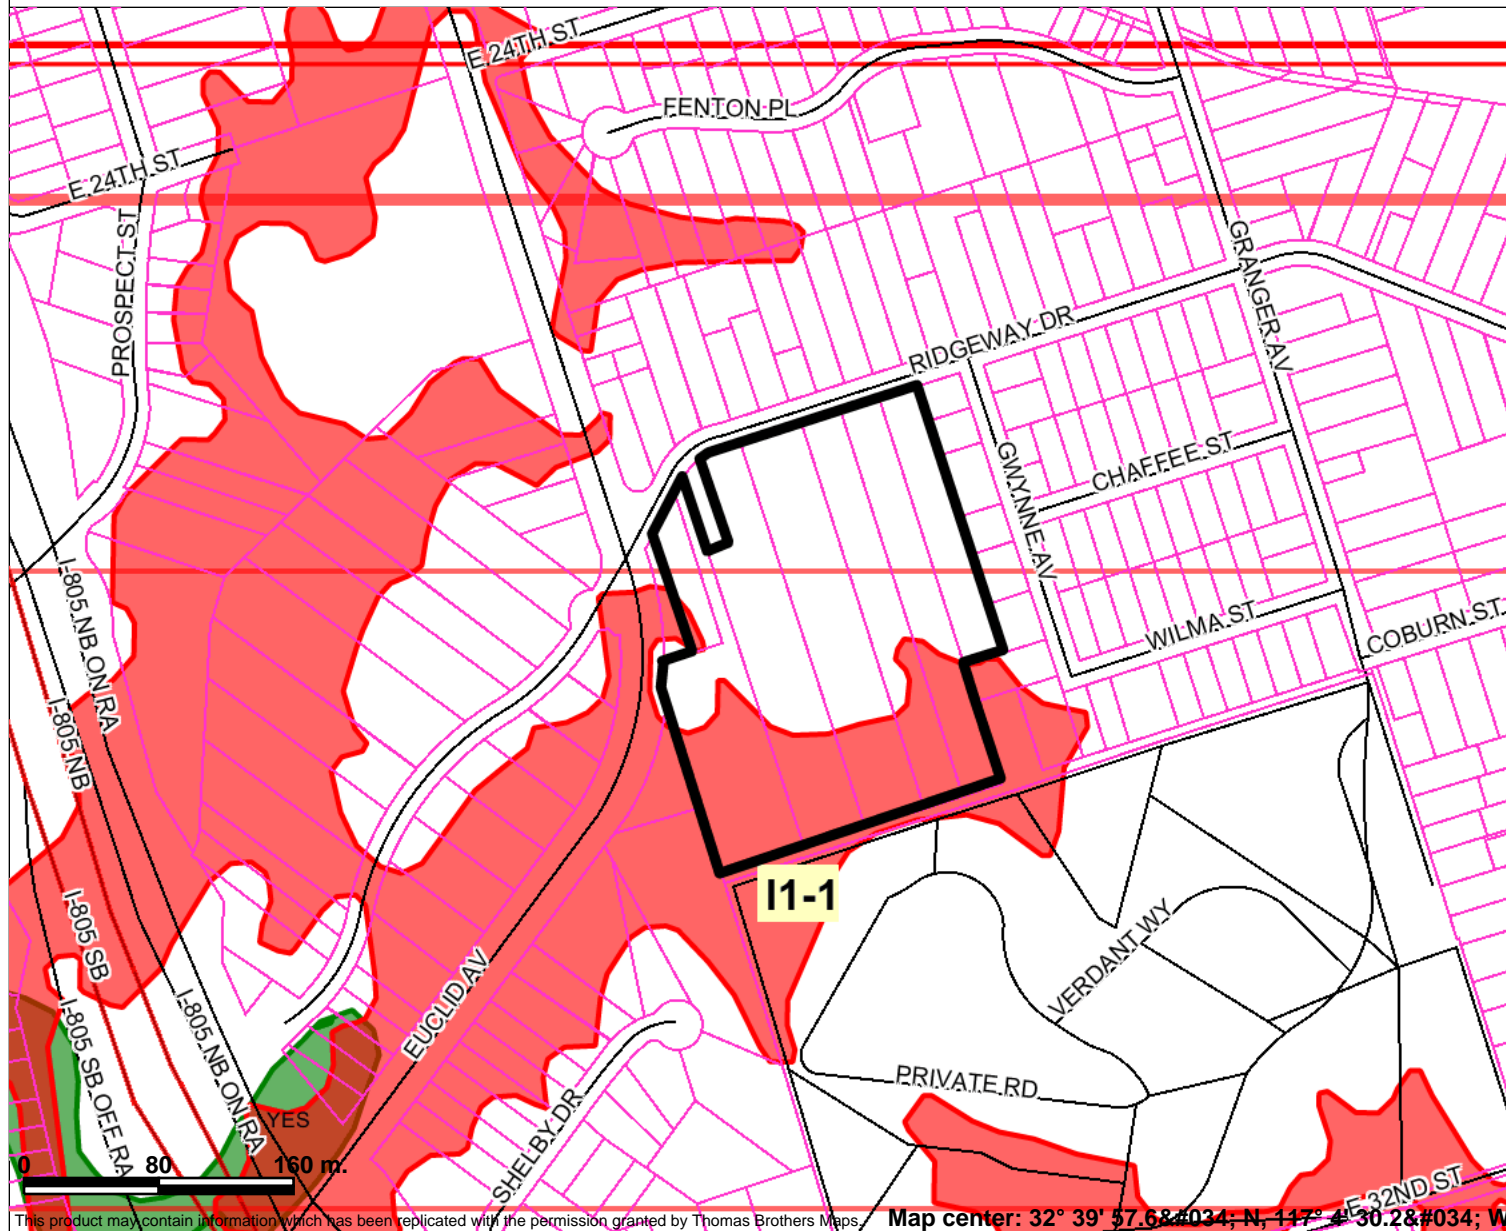 E 24TH ST
FENTON PL
E 24TH ST
PROSPECT ST
GRANGER AV
RIDGEWAY DR
GWYNNE AV
CHAFFEE ST
WILMA ST
COBURN ST
I-805 NB ON RA
I-805 NB
I-805 SB
I1-1
VERDANT WY
EUCLID AV
I-805 SB OFF RA
I-805 NB ON RA
PRIVATE RD
SHELBY DR
YES
E 32ND ST
0 80 160 m.
This product may contain information which has been replicated with the permission granted by Thomas Brothers Maps.
Map center: 32° 39' 57.6&#034; N, 117° 4' 30.2&#034; W